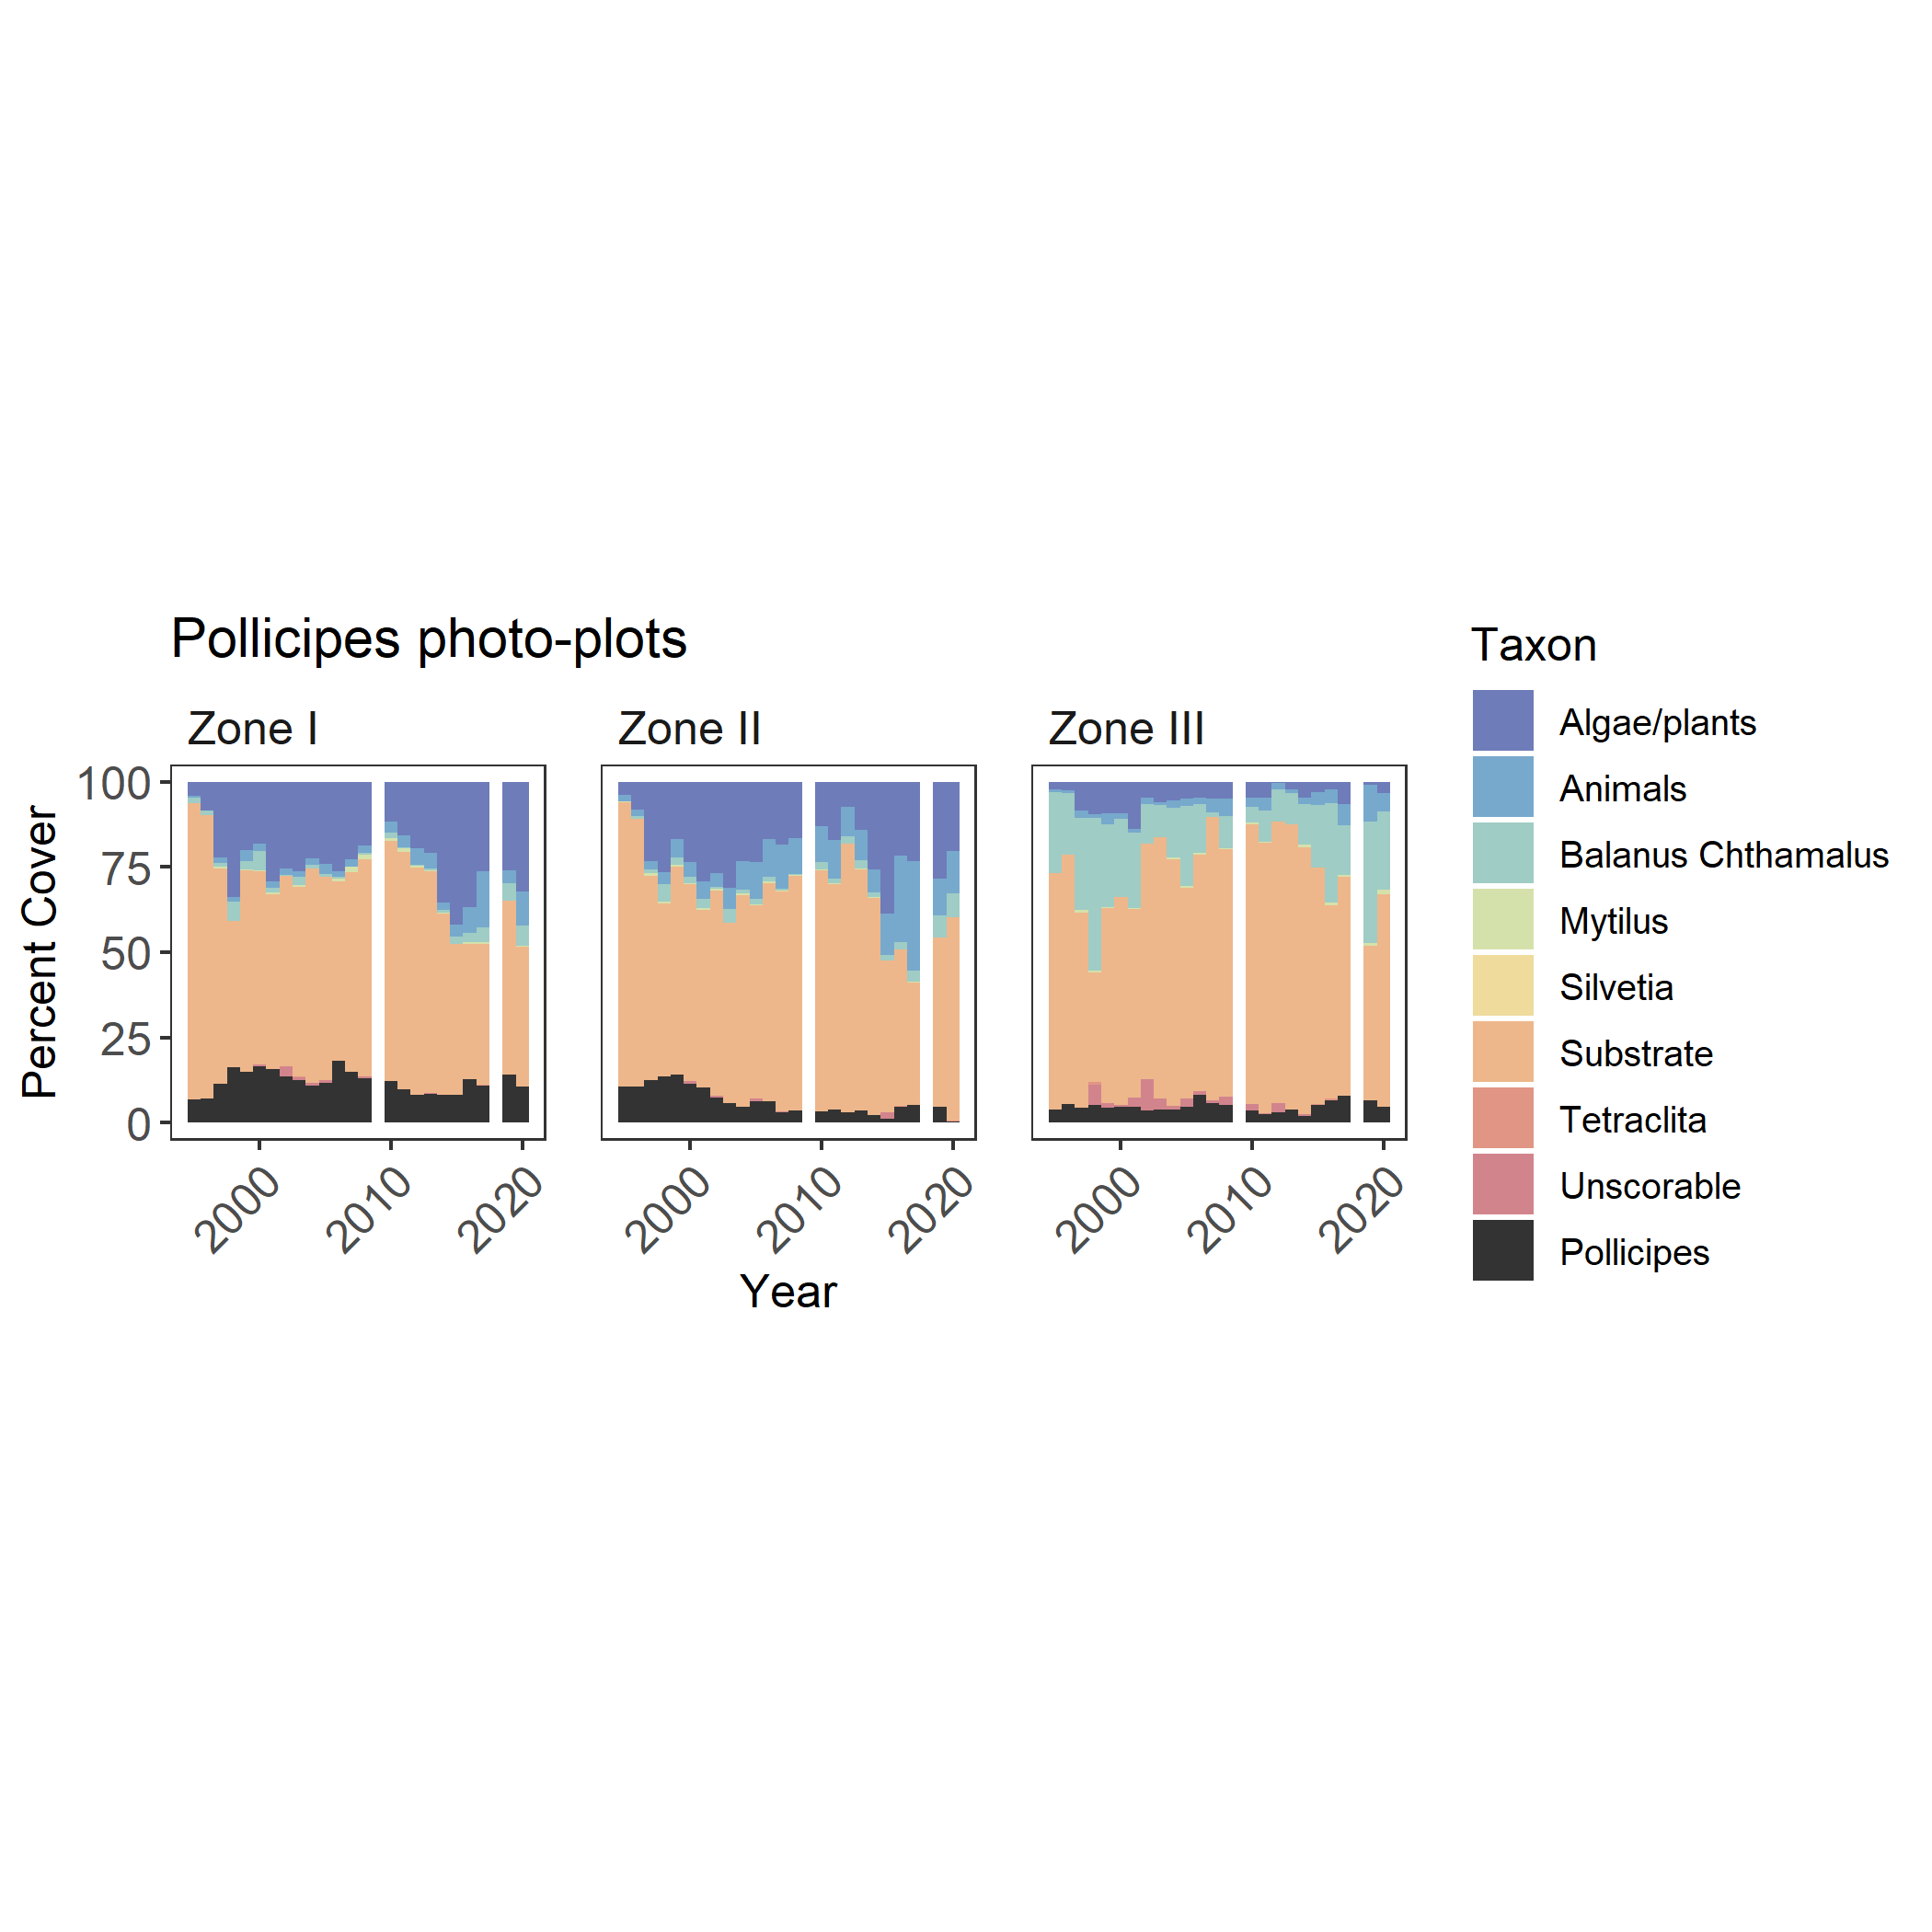 Pollicipes photo-plots
Zone I
Zone II
Zone III
Percent Cover
100
75
50
25
0
2000
2010
2020
2000
2010
2020
2000
2010
2020
Year
Taxon
Algae/plants
Animals
Balanus Chthamalus
Mytilus
Silvetia
Substrate
Tetraclita
Unscorable
Pollicipes